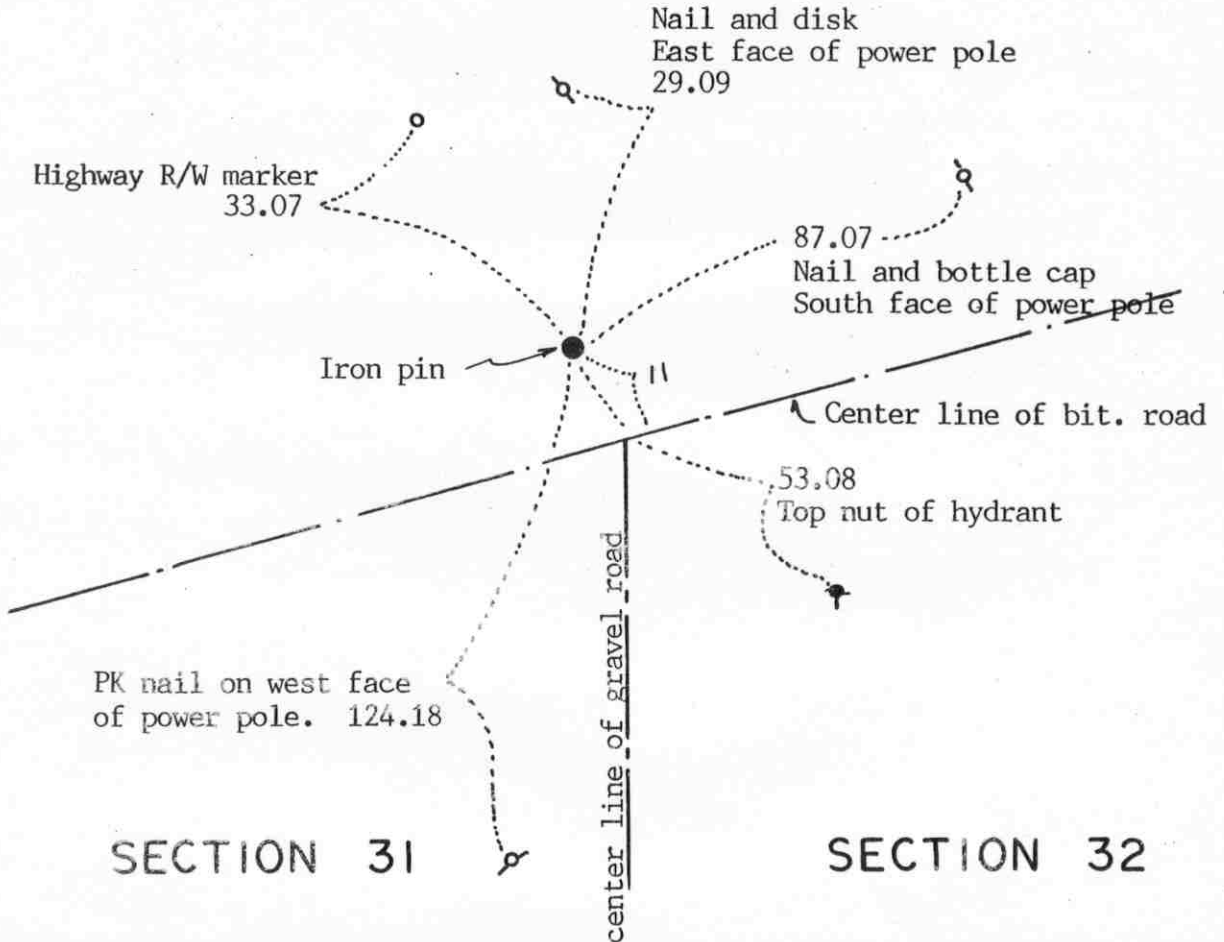 Nail and disk
East face of power pole
29.09
Highway R/W marker
33.07
87.07
Nail and bottle cap
South face of power pole
Iron pin
11
Center line of bit. road
53.08
Top nut of hydrant
center line of gravel road
PK nail on west face
of power pole. 124.18
SECTION 31
SECTION 32